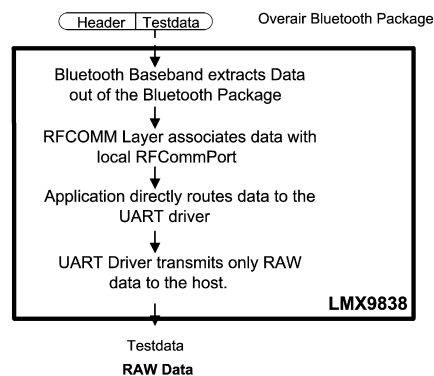 Header Testdata Overair Bluetooth Package
Bluetooth Baseband extracts Data
out of the Bluetooth Package
RFCOMM Layer associates data with
local RFCommPort
Application directly routes data to the
UART driver
UART Driver transmits only RAW
data to the host.
LMX9838
Testdata
RAW Data